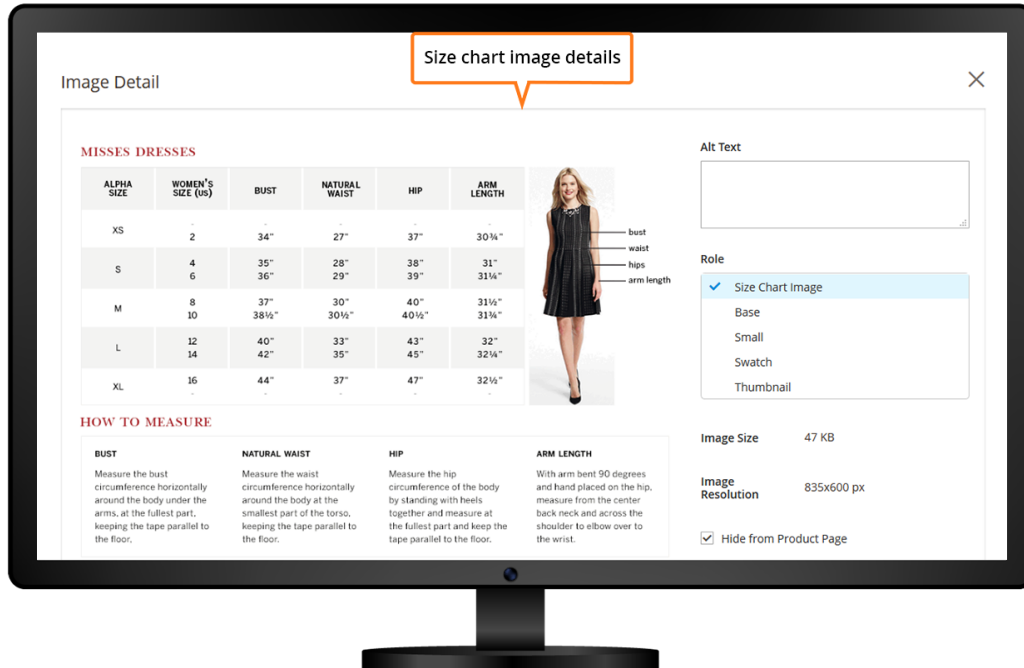 Size chart image details
Image Detail
MISSES DRESSES
ALPHA SIZE WOMEN'S SIZE (US) BUST NATURAL WAIST HIP ARM LENGTH
XS - - - - -
2 34" 27" 37" 30¾"
S 4 35" 28" 38" 31"
6 36" 29" 39" 31¼"
M 8 37" 30" 40" 31½"
10 38½" 30½" 40½" 31¾"
L 12 40" 33" 43" 32"
14 42" 35" 45" 32¼"
XL 16 44" 37" 47" 32½"
- - - - -
bust
waist
hips
arm length
HOW TO MEASURE
BUST
Measure the bust
circumference horizontally
around the body under the
arms, at the fullest part,
keeping the tape parallel to
the floor.
NATURAL WAIST
Measure the waist
circumference horizontally
around the body at the
smallest part of the torso,
keeping the tape parallel to
the floor.
HIP
Measure the hip
circumference of the body
by standing with heels
together and measure at
the fullest part and keep the
tape parallel to the floor.
ARM LENGTH
With arm bent 90 degrees
and hand placed on the hip,
measure from the center
back neck and across the
shoulder to elbow over to
the wrist.
Alt Text
Role
Size Chart Image
Base
Small
Swatch
Thumbnail
Image Size 47 KB
Image
Resolution 835x600 px
Hide from Product Page